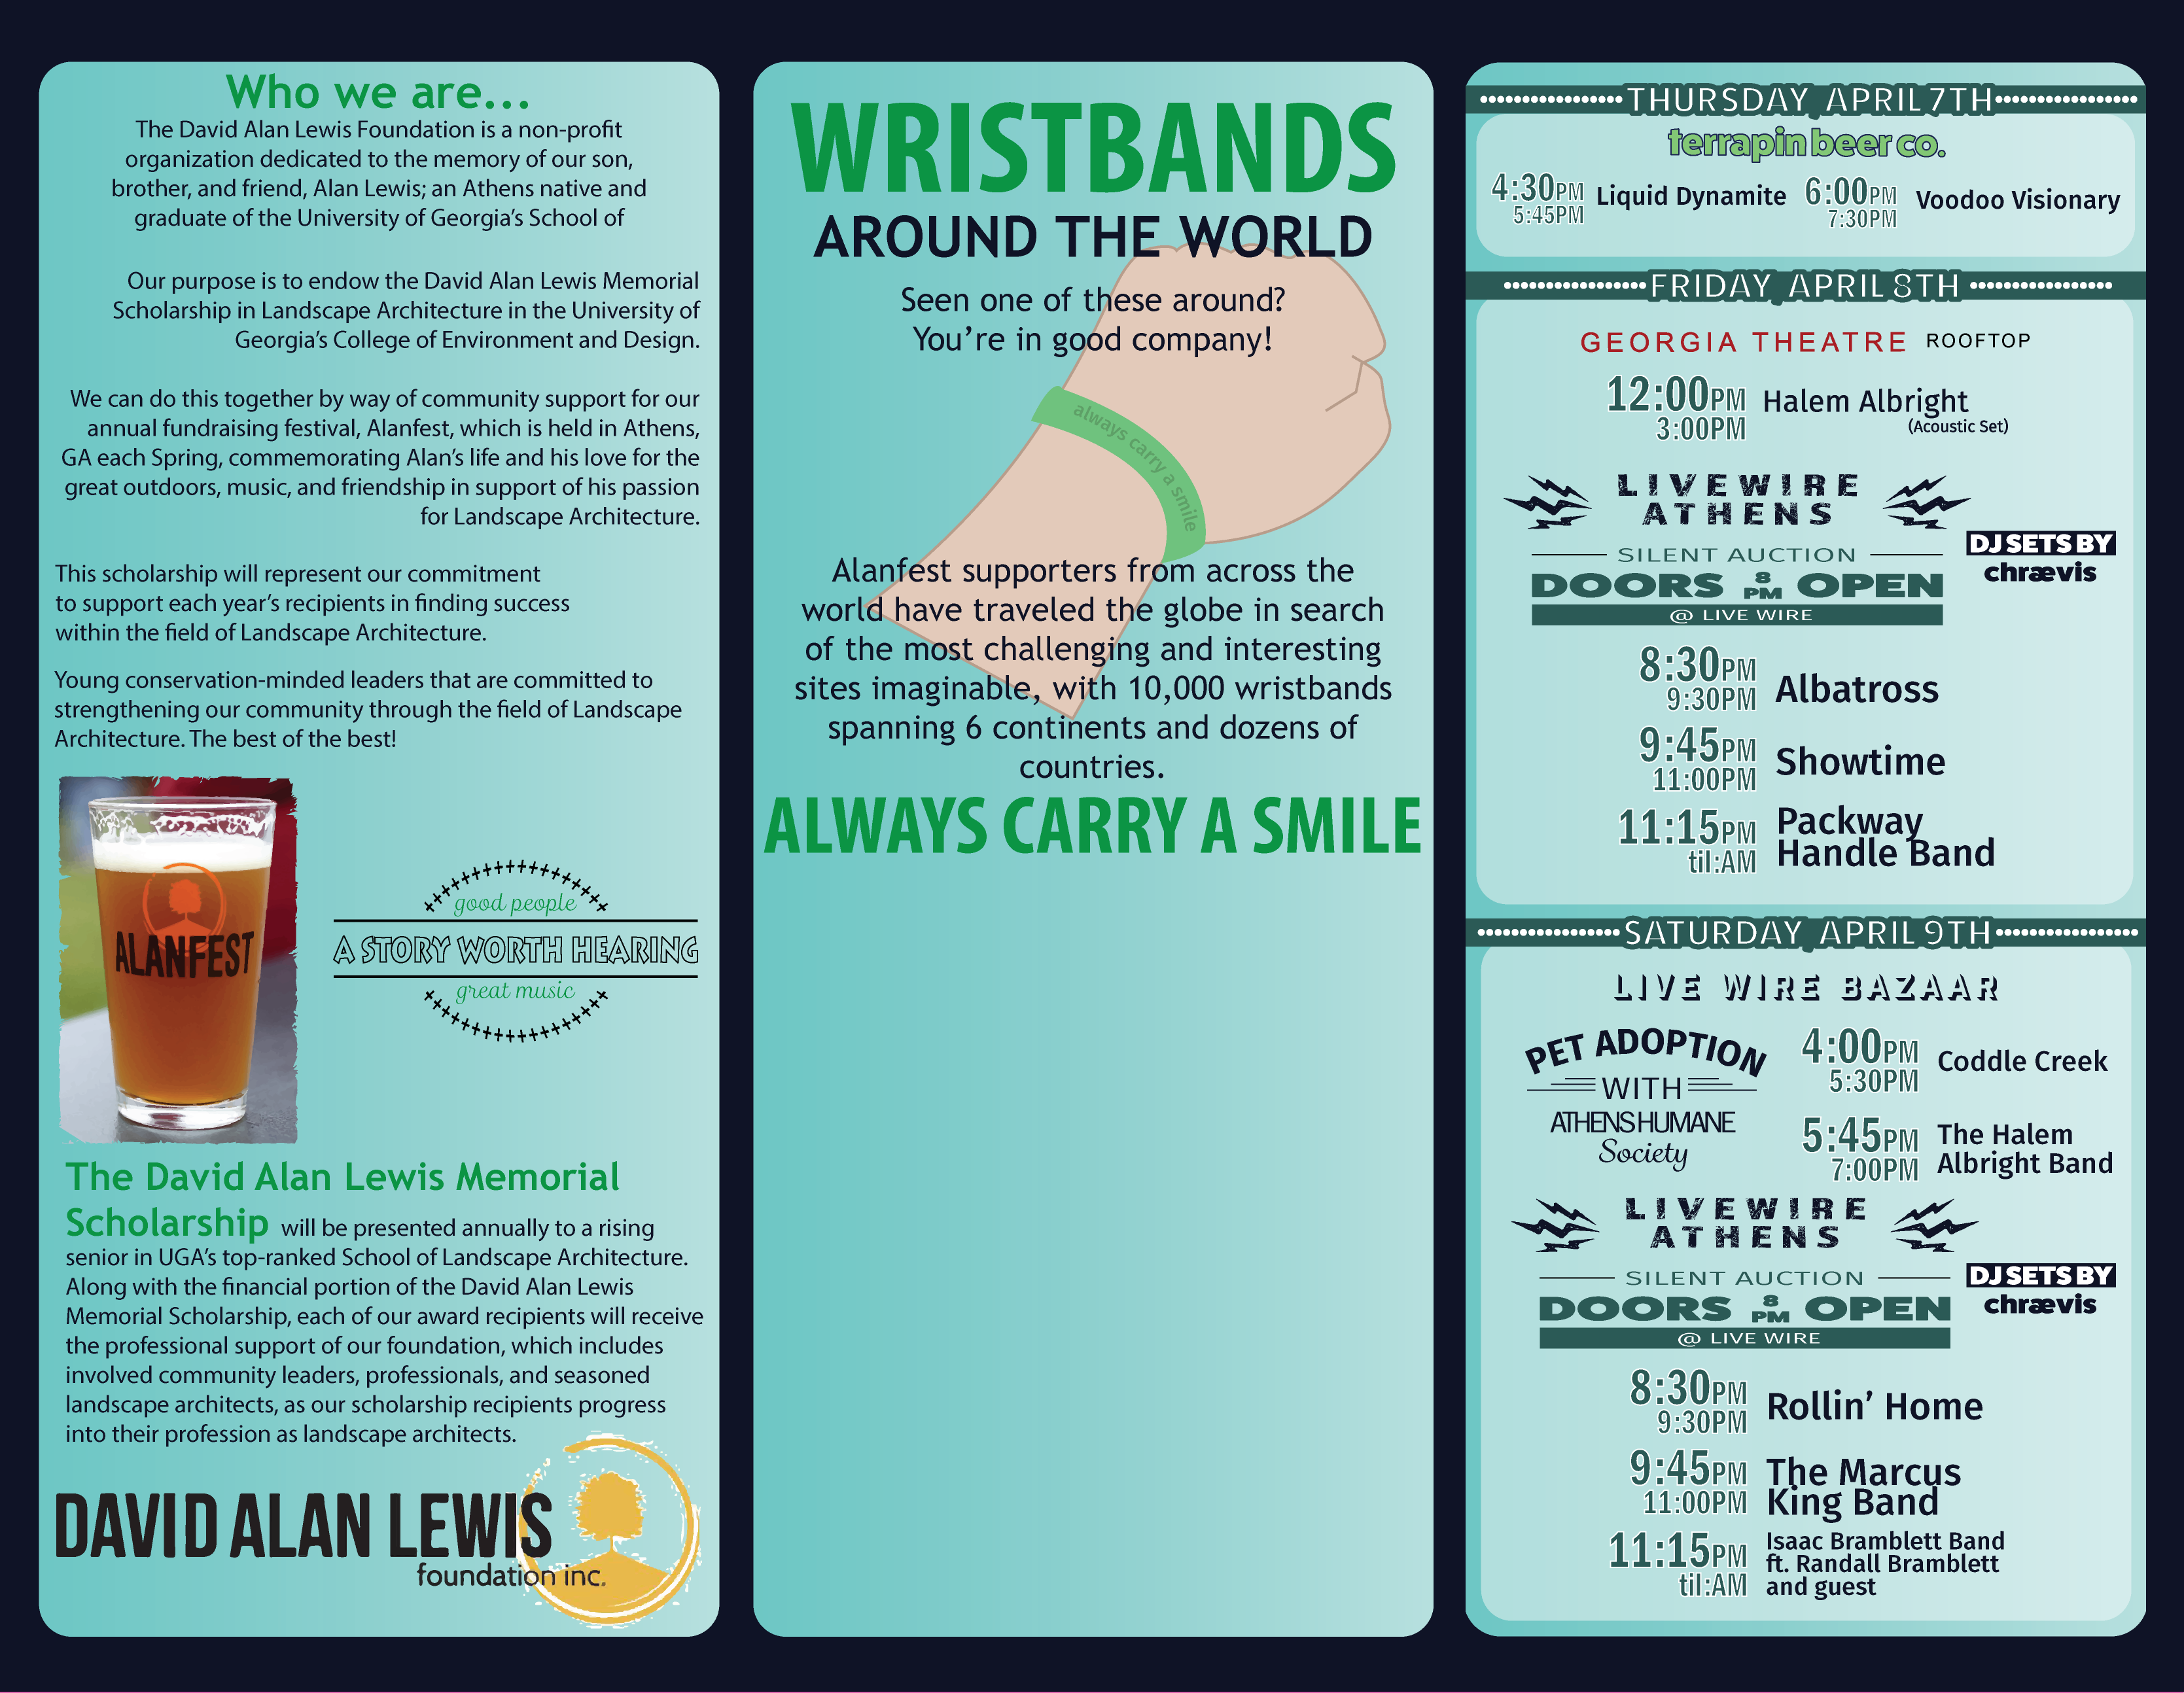 Who we are...
The David Alan Lewis Foundation is a non-profit
organization dedicated to the memory of our son,
brother, and friend, Alan Lewis; an Athens native and
graduate of the University of Georgia's School of
Our purpose is to endow the David Alan Lewis Memorial
Scholarship in Landscape Architecture in the University of
Georgia's College of Environment and Design.
We can do this together by way of community support for our
annual fundraising festival, Alanfest, which is held in Athens,
GA each Spring, commemorating Alan's life and his love for the
great outdoors, music, and friendship in support of his passion
for Landscape Architecture.
This scholarship will represent our commitment
to support each year's recipients in finding success
within the field of Landscape Architecture.
Young conservation-minded leaders that are committed to
strengthening our community through the field of Landscape
Architecture. The best of the best!
ALANFEST
good people
A STORY WORTH HEARING
great music
The David Alan Lewis Memorial
Scholarship will be presented annually to a rising
senior in UGA's top-ranked School of Landscape Architecture.
Along with the financial portion of the David Alan Lewis
Memorial Scholarship, each of our award recipients will receive
the professional support of our foundation, which includes
involved community leaders, professionals, and seasoned
landscape architects, as our scholarship recipients progress
into their profession as landscape architects.
DAVID ALAN LEWIS
foundation inc.
WRISTBANDS
AROUND THE WORLD
Seen one of these around?
You're in good company!
always carry a smile
Alanfest supporters from across the
world have traveled the globe in search
of the most challenging and interesting
sites imaginable, with 10,000 wristbands
spanning 6 continents and dozens of
countries.
ALWAYS CARRY A SMILE
THURSDAY, APRIL 7TH
terrapin beer co.
4:30PM Liquid Dynamite 6:00PM Voodoo Visionary
5:45PM 7:30PM
FRIDAY, APRIL 8TH
GEORGIA THEATRE ROOFTOP
12:00PM Halem Albright
3:00PM (Acoustic Set)
LIVEWIRE
ATHENS
SILENT AUCTION
DOORS 8 PM OPEN
@ LIVE WIRE
DJ SETS BY
chrævis
8:30PM Albatross
9:30PM
9:45PM Showtime
11:00PM
11:15PM Packway
til:AM Handle Band
SATURDAY, APRIL 9TH
LIVE WIRE BAZAAR
PET ADOPTION
WITH
ATHENS HUMANE
Society
4:00PM Coddle Creek
5:30PM
5:45PM The Halem
7:00PM Albright Band
LIVEWIRE
ATHENS
SILENT AUCTION
DOORS 8 PM OPEN
@ LIVE WIRE
DJ SETS BY
chrævis
8:30PM Rollin' Home
9:30PM
9:45PM The Marcus
11:00PM King Band
11:15PM Isaac Bramblett Band
ft. Randall Bramblett
til:AM and guest